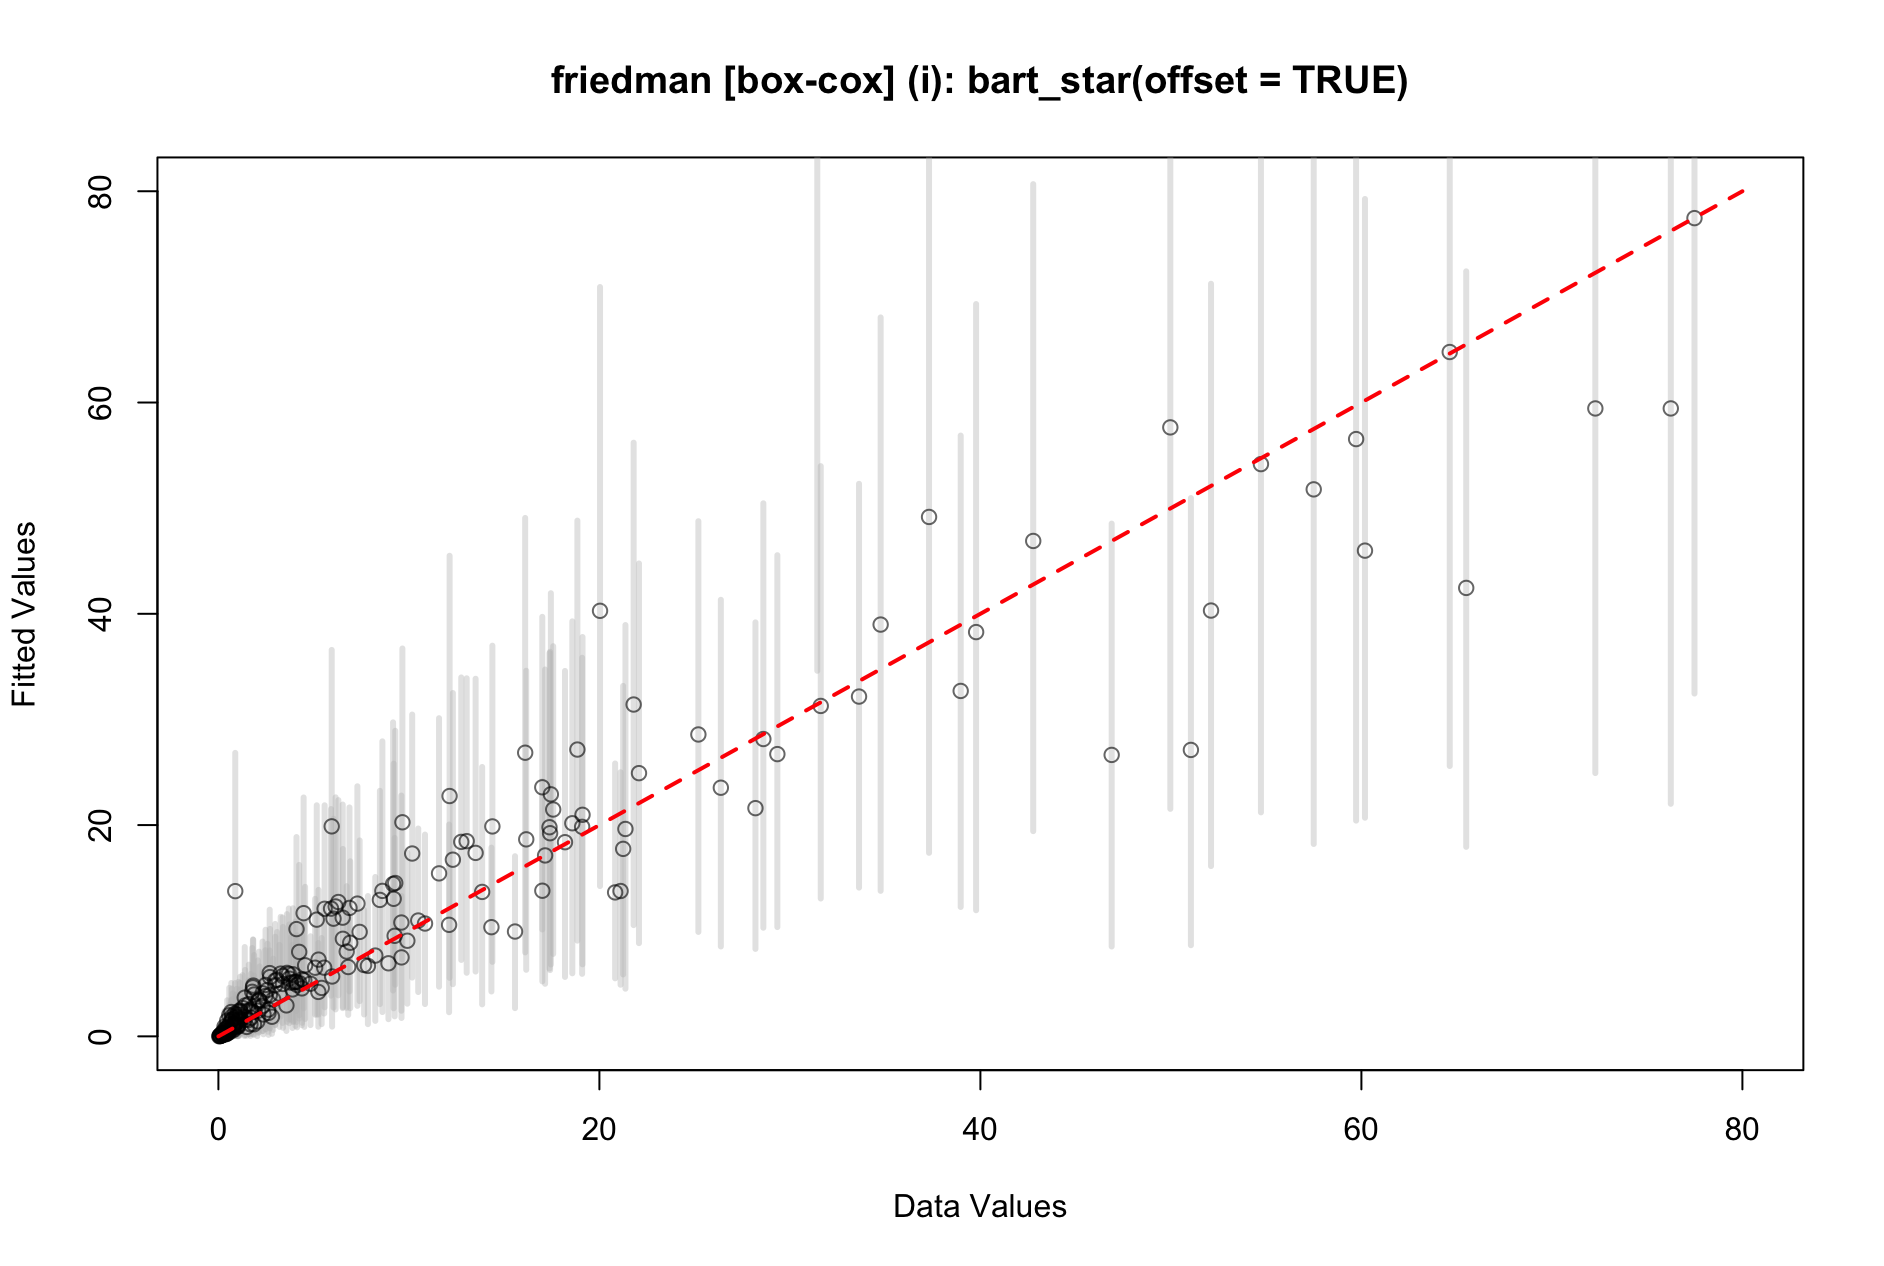 friedman [box-cox] (i): bart_star(offset = TRUE)
Fitted Values
80
60
40
20
0
0 20 40 60 80
Data Values